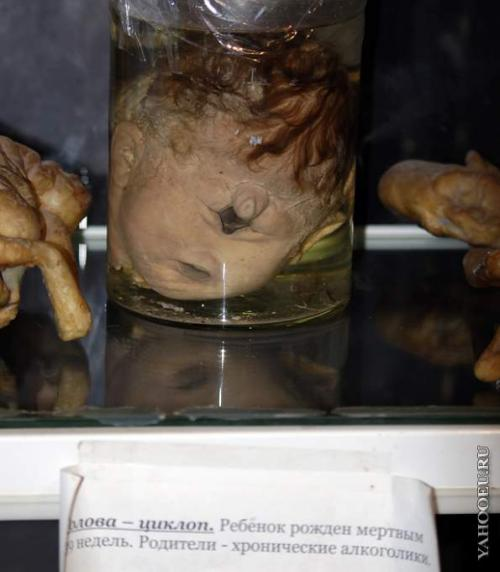 олова – циклоп. Ребёнок рожден мертвым
недель. Родители - хронические алкоголики.
YAHOOEU.RU